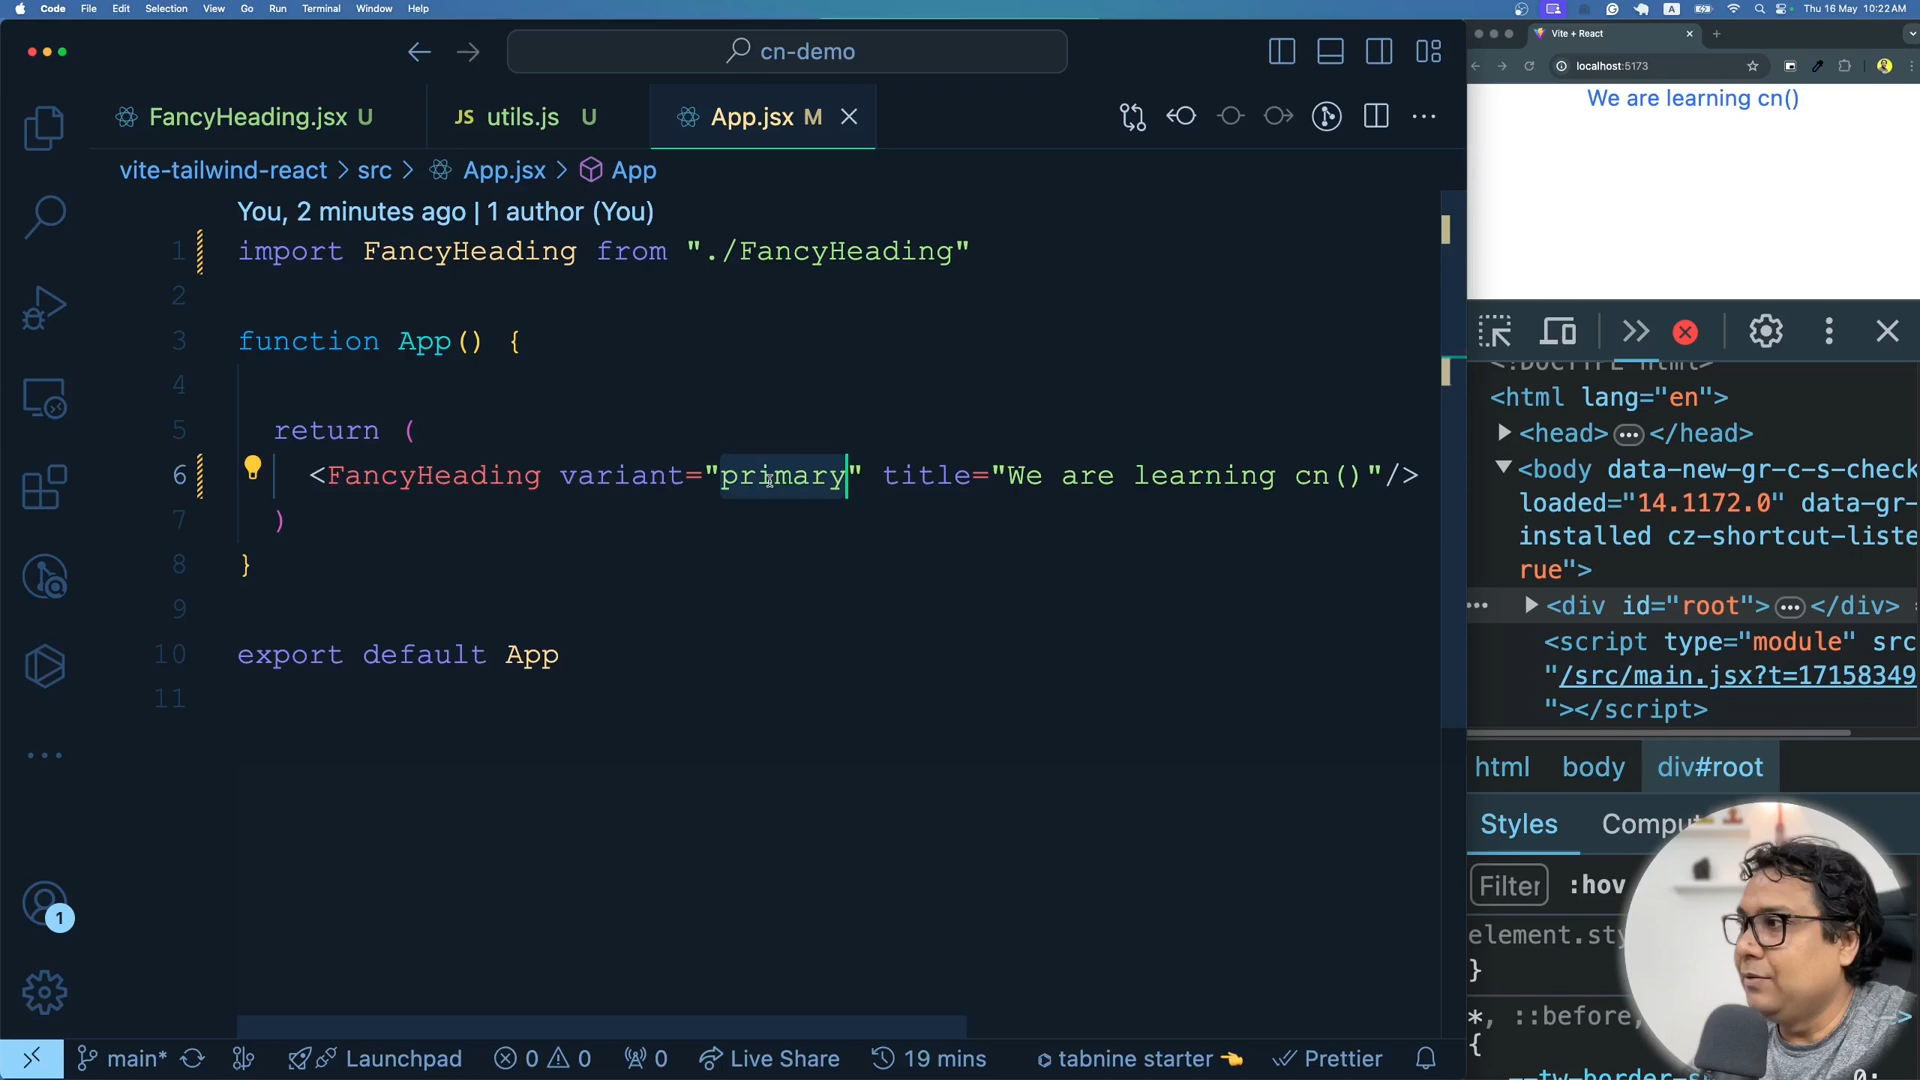 Code File Edit Selection View Go Run Terminal Window Help
A
Thu 16 May 10:22 AM
cn-demo
FancyHeading.jsx U
JS utils.js U
App.jsx M
vite-tailwind-react > src > App.jsx > App
You, 2 minutes ago | 1 author (You)
1 import FancyHeading from "./FancyHeading"
2
3 function App() {
4
5 return (
6 <FancyHeading variant="primary" title="We are learning cn()"/>
7 )
8 }
9
10 export default App
11
1
main*
Launchpad
0 0
0
Live Share
19 mins
tabnine starter
Prettier
Vite + React
localhost:5173
We are learning cn()
<!DOCTYPE html>
<html lang="en">
<head> … </head>
<body data-new-gr-c-s-check
loaded="14.1172.0" data-gr-
installed cz-shortcut-liste
rue">
<div id="root"> … </div>
<script type="module" src
"/src/main.jsx?t=17158349
"></script>
html body div#root
Styles
Filter :hov
element.sty
}
*, ::before,
{
--tw-border-s
0;